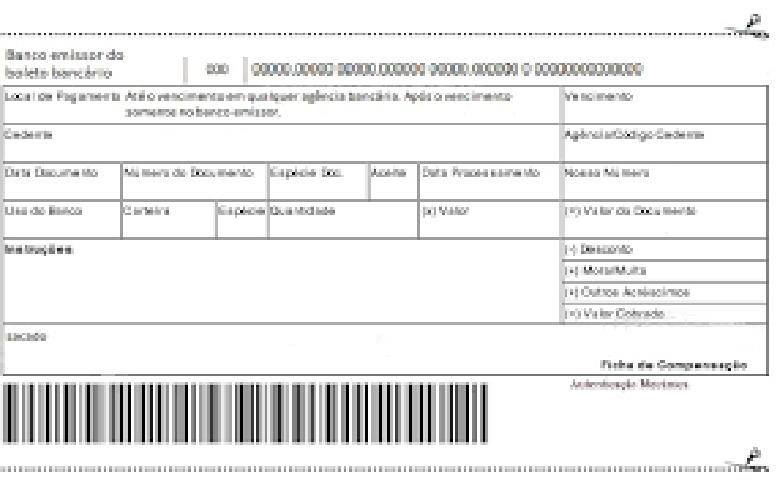 Banco emissor do
boleto bancário
000
00000.00000 00000.000000 00000.000000 0 00000000000000
Local de Pagamento Até o vencimento em qualquer agência bancária. Após o vencimento
somente no banco emissor.
Vencimento
Cedente
Agência/Código Cedente
Data Documento Número do Documento Espécie Doc. Aceite Data Processamento Nosso Número
Uso do Banco Carteira Espécie Quantidade (x) Valor (=) Valor do Documento
Instruções
(-) Desconto
(+) Mora/Multa
(+) Outros Acréscimos
(=) Valor Cobrado
sacado
Ficha de Compensação
Autenticação Mecânica